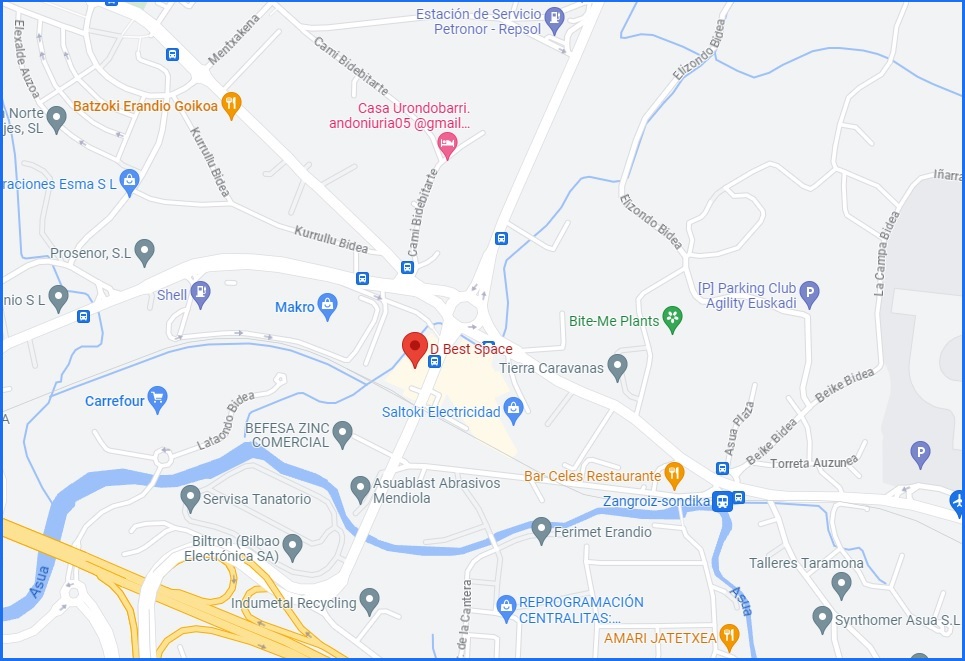 Estación de Servicio
Petronor - Repsol
Elexalde Auzoa
Mentxakena
Cami Bidebitarte
Elizondo Bidea
Batzoki Erandio Goikoa
Casa Urondobarri.
andoniuria05 @gmail...
Norte
jes, SL
Kurrullu Bidea
raciones Esma S L
Cami Bidebitarte
Elizondo Bidea
Iñarra
La Campa Bidea
Kurrullu Bidea
Prosenor, S.L
nio S L
Shell
Makro
[P] Parking Club
Agility Euskadi
P
Bite-Me Plants
D Best Space
Tierra Caravanas
Carrefour
Lataondo Bidea
Saltoki Electricidad
Beike Bidea
Asua Plaza
Beike Bidea
BEFESA ZINC
COMERCIAL
P
Torreta Auzunea
Asuablast Abrasivos
Mendiola
Bar Celes Restaurante
Servisa Tanatorio
Zangroiz-sondika
Ferimet Erandio
Biltron (Bilbao
Electrónica SA)
Asua
Talleres Taramona
Asua
Indumetal Recycling
de la Cantera
REPROGRAMACIÓN
CENTRALITAS:...
Synthomer Asua S.L
AMARI JATETXEA